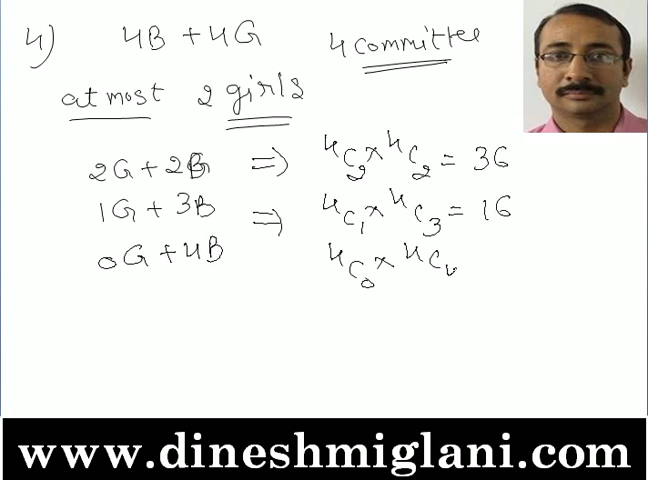 4) 4B + 4G 4 committee
at most 2 girls
2G + 2B => 4C2 x 4C2 = 36
1G + 3B => 4C1 x 4C3 = 16
0G + 4B 4C0 x 4C4
www.dineshmiglani.com